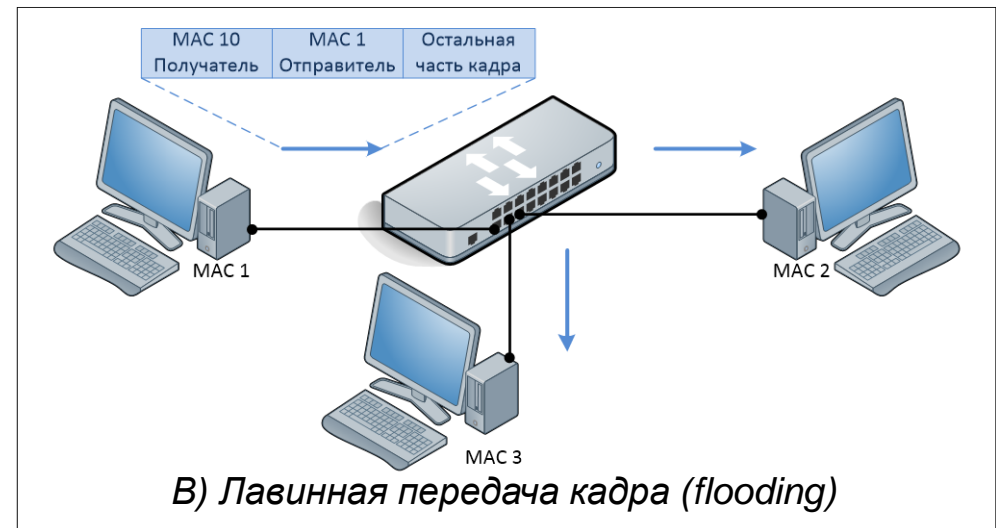 MAC 10 MAC 1 Остальная
Получатель Отправитель часть кадра
MAC 1
MAC 2
MAC 3
В) Лавинная передача кадра (flooding)